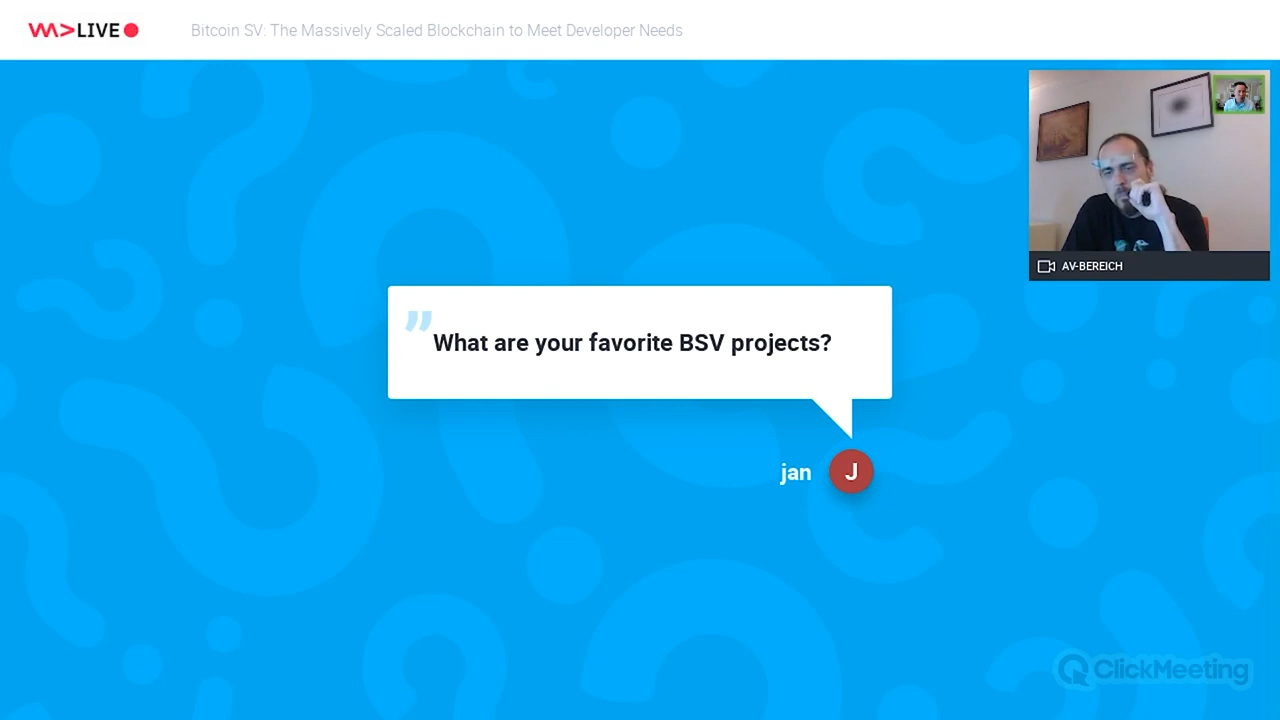 LIVE
Bitcoin SV: The Massively Scaled Blockchain to Meet Developer Needs
AV-BEREICH
What are your favorite BSV projects?
jan
J
ClickMeeting